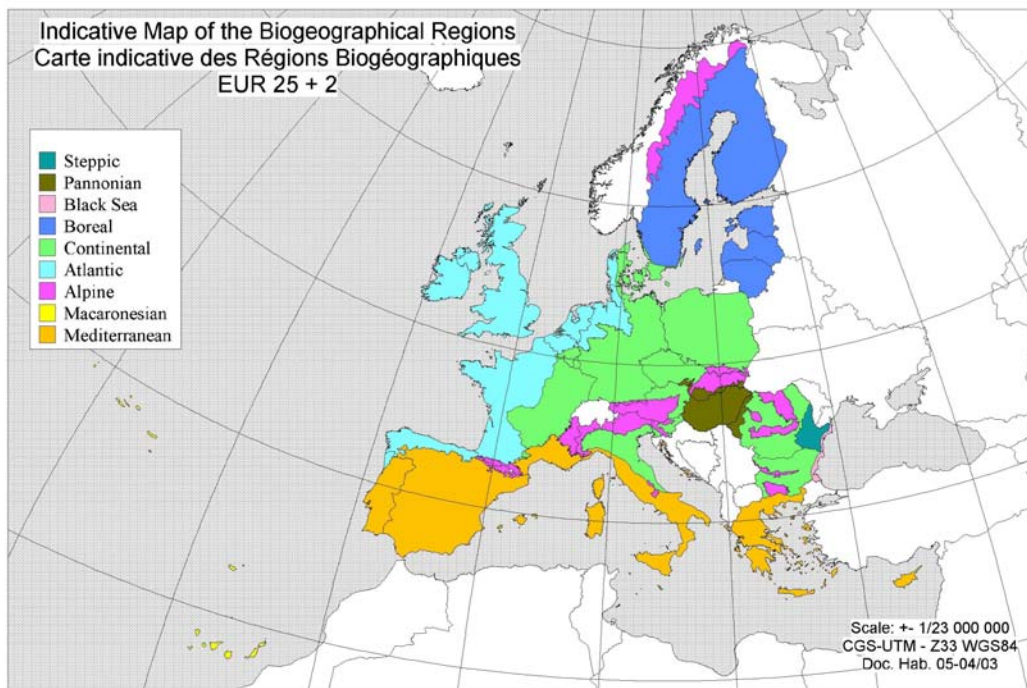 Indicative Map of the Biogeographical Regions
Carte indicative des Régions Biogéographiques
EUR 25 + 2
Steppic
Pannonian
Black Sea
Boreal
Continental
Atlantic
Alpine
Macaronesian
Mediterranean
Scale: +- 1/23 000 000
CGS-UTM - Z33 WGS84
Doc. Hab. 05-04/03